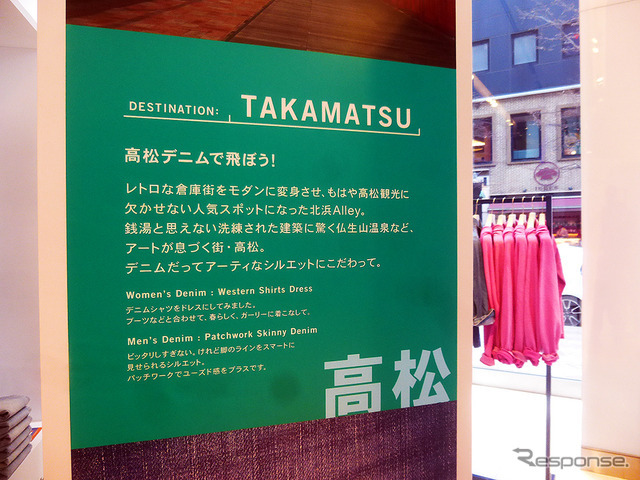 DESTINATION: TAKAMATSU
高松デニムで飛ぼう!
レトロな倉庫街をモダンに変身させ、もはや高松観光に
欠かせない人気スポットになった北浜Alley。
銭湯と思えない洗練された建築に驚く仏生山温泉など、
アートが息づく街・高松。
デニムだってアーティなシルエットにこだわって。
Women's Denim : Western Shirts Dress
デニムシャツをドレスにしてみました。
ブーツなどと合わせて、春らしく、ガーリーに着こなして。
Men's Denim : Patchwork Skinny Denim
ピッタリしすぎない。けれど脚のラインをスマートに
見せられるシルエット。
パッチワークでユーズド感をプラスです。
高松
Response.